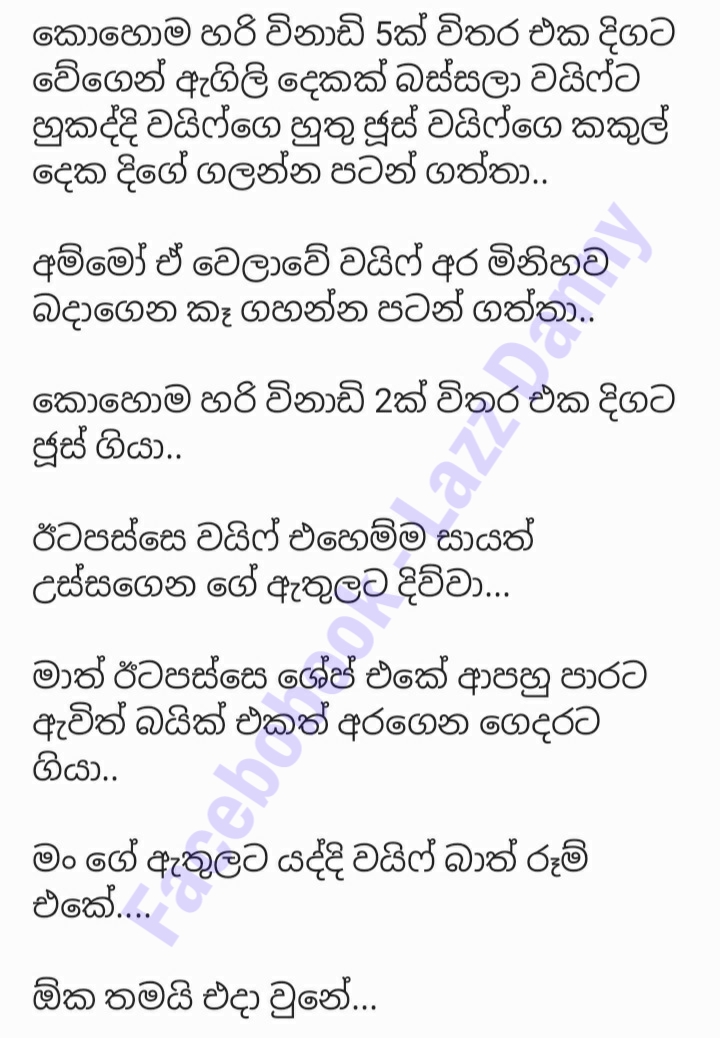 කොහොම හරි විනාඩි 5ක් විතර එක දිගට
වේගෙන් ඇගිලි දෙකක් බස්සලා වයිෆ්ට
හුකද්දි වයිෆ්ගෙ හුතු ජූස් වයිෆ්ගෙ කකුල්
දෙක දිගේ ගලන්න පටන් ගත්තා..
අම්මෝ ඒ වෙලාවේ වයිෆ් අර මිනිහව
බදාගෙන කෑ ගහන්න පටන් ගත්තා..
කොහොම හරි විනාඩි 2ක් විතර එක දිගට
ජූස් ගියා..
ඊටපස්සෙ වයිෆ් එහෙම්ම සායත්
උස්සගෙන ගේ ඇතුලට දිව්වා...
මාත් ඊටපස්සෙ ශේප් එකේ ආපහු පාරට
ඇවිත් බයික් එකත් අරගෙන ගෙදරට
ගියා..
මං ගේ ඇතුලට යද්දි වයිෆ් බාත් රූම්
එකේ....
ඕක තමයි එදා වුනේ...
Facebobook - Lazz Danny